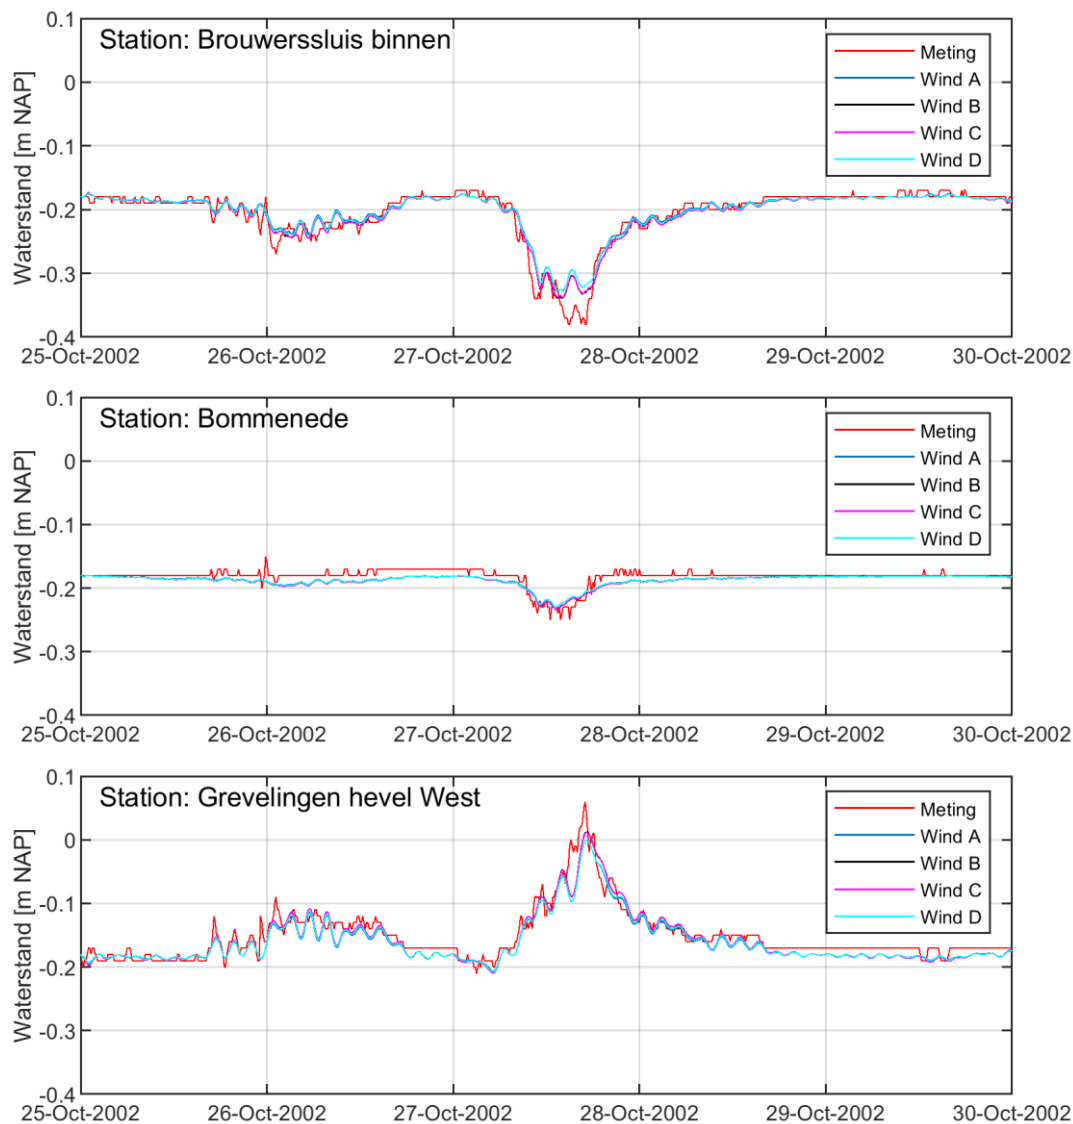 Station: Brouwerssluis binnen
Waterstand [m NAP]
0.1
0
-0.1
-0.2
-0.3
-0.4
25-Oct-2002 26-Oct-2002 27-Oct-2002 28-Oct-2002 29-Oct-2002 30-Oct-2002
Meting
Wind A
Wind B
Wind C
Wind D
Station: Bommenede
Waterstand [m NAP]
0.1
0
-0.1
-0.2
-0.3
-0.4
25-Oct-2002 26-Oct-2002 27-Oct-2002 28-Oct-2002 29-Oct-2002 30-Oct-2002
Meting
Wind A
Wind B
Wind C
Wind D
Station: Grevelingen hevel West
Waterstand [m NAP]
0.1
0
-0.1
-0.2
-0.3
-0.4
25-Oct-2002 26-Oct-2002 27-Oct-2002 28-Oct-2002 29-Oct-2002 30-Oct-2002
Meting
Wind A
Wind B
Wind C
Wind D